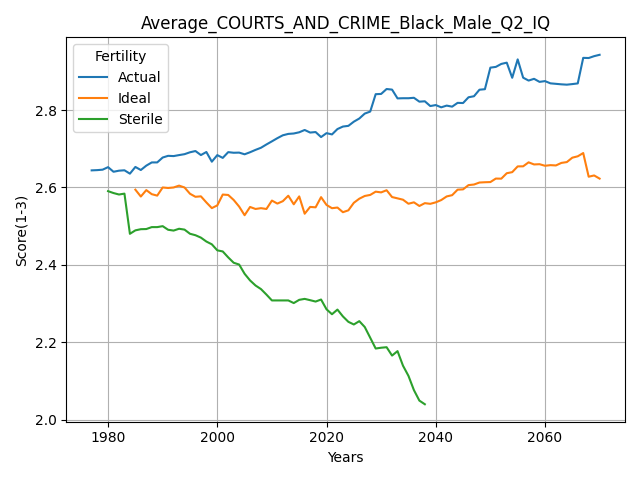 Average_COURTS_AND_CRIME_Black_Male_Q2_IQ
Fertility
Actual
Ideal
Sterile
Score(1-3)
2.8
2.6
2.4
2.2
2.0
1980 2000 2020 2040 2060
Years